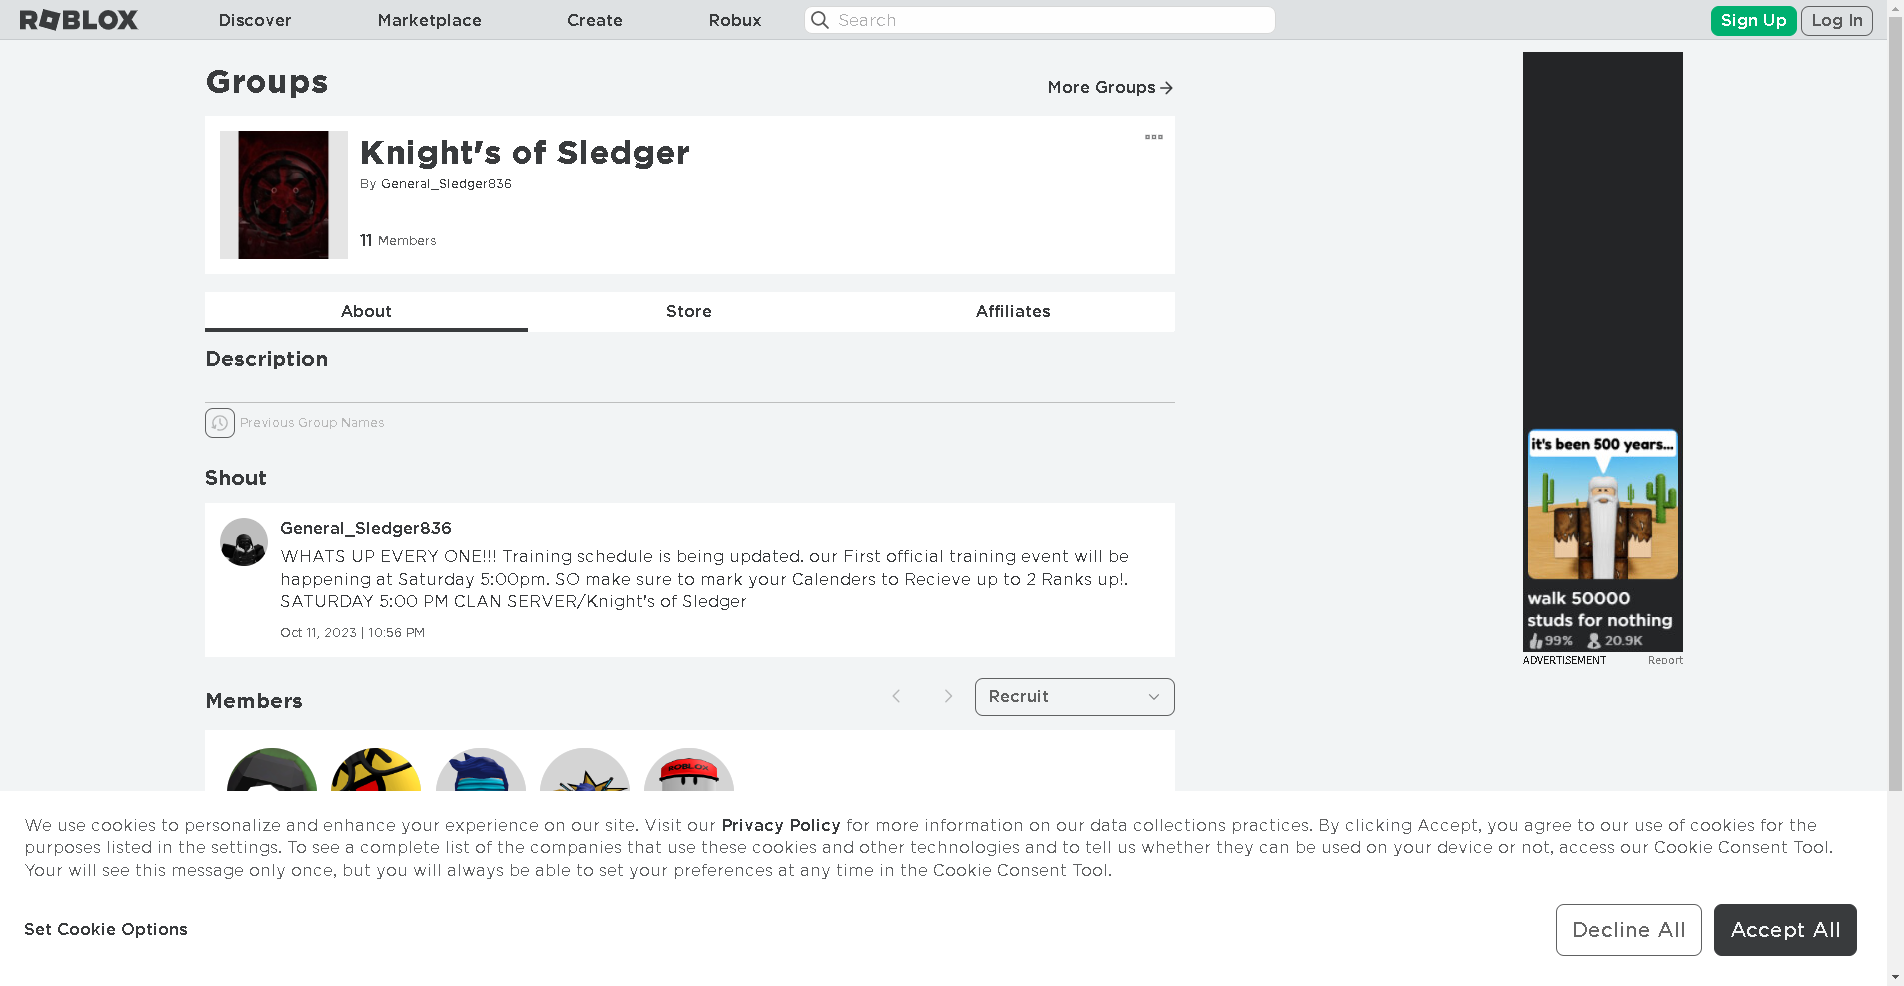 ROBLOX Discover Marketplace Create Robux Search Sign Up Log In
Groups
More Groups
Knight's of Sledger
By General_Sledger836
11 Members
About Store Affiliates
Description
Previous Group Names
Shout
General_Sledger836
WHATS UP EVERY ONE!!! Training schedule is being updated. our First official training event will be
happening at Saturday 5:00pm. SO make sure to mark your Calenders to Recieve up to 2 Ranks up!.
SATURDAY 5:00 PM CLAN SERVER/Knight's of Sledger
Oct 11, 2023 | 10:56 PM
Members
Recruit
ROBLOX
it's been 500 years...
walk 50000
studs for nothing
99% 20.9K
ADVERTISEMENT Report
We use cookies to personalize and enhance your experience on our site. Visit our Privacy Policy for more information on our data collections practices. By clicking Accept, you agree to our use of cookies for the
purposes listed in the settings. To see a complete list of the companies that use these cookies and other technologies and to tell us whether they can be used on your device or not, access our Cookie Consent Tool.
Your will see this message only once, but you will always be able to set your preferences at any time in the Cookie Consent Tool.
Set Cookie Options
Decline All
Accept All